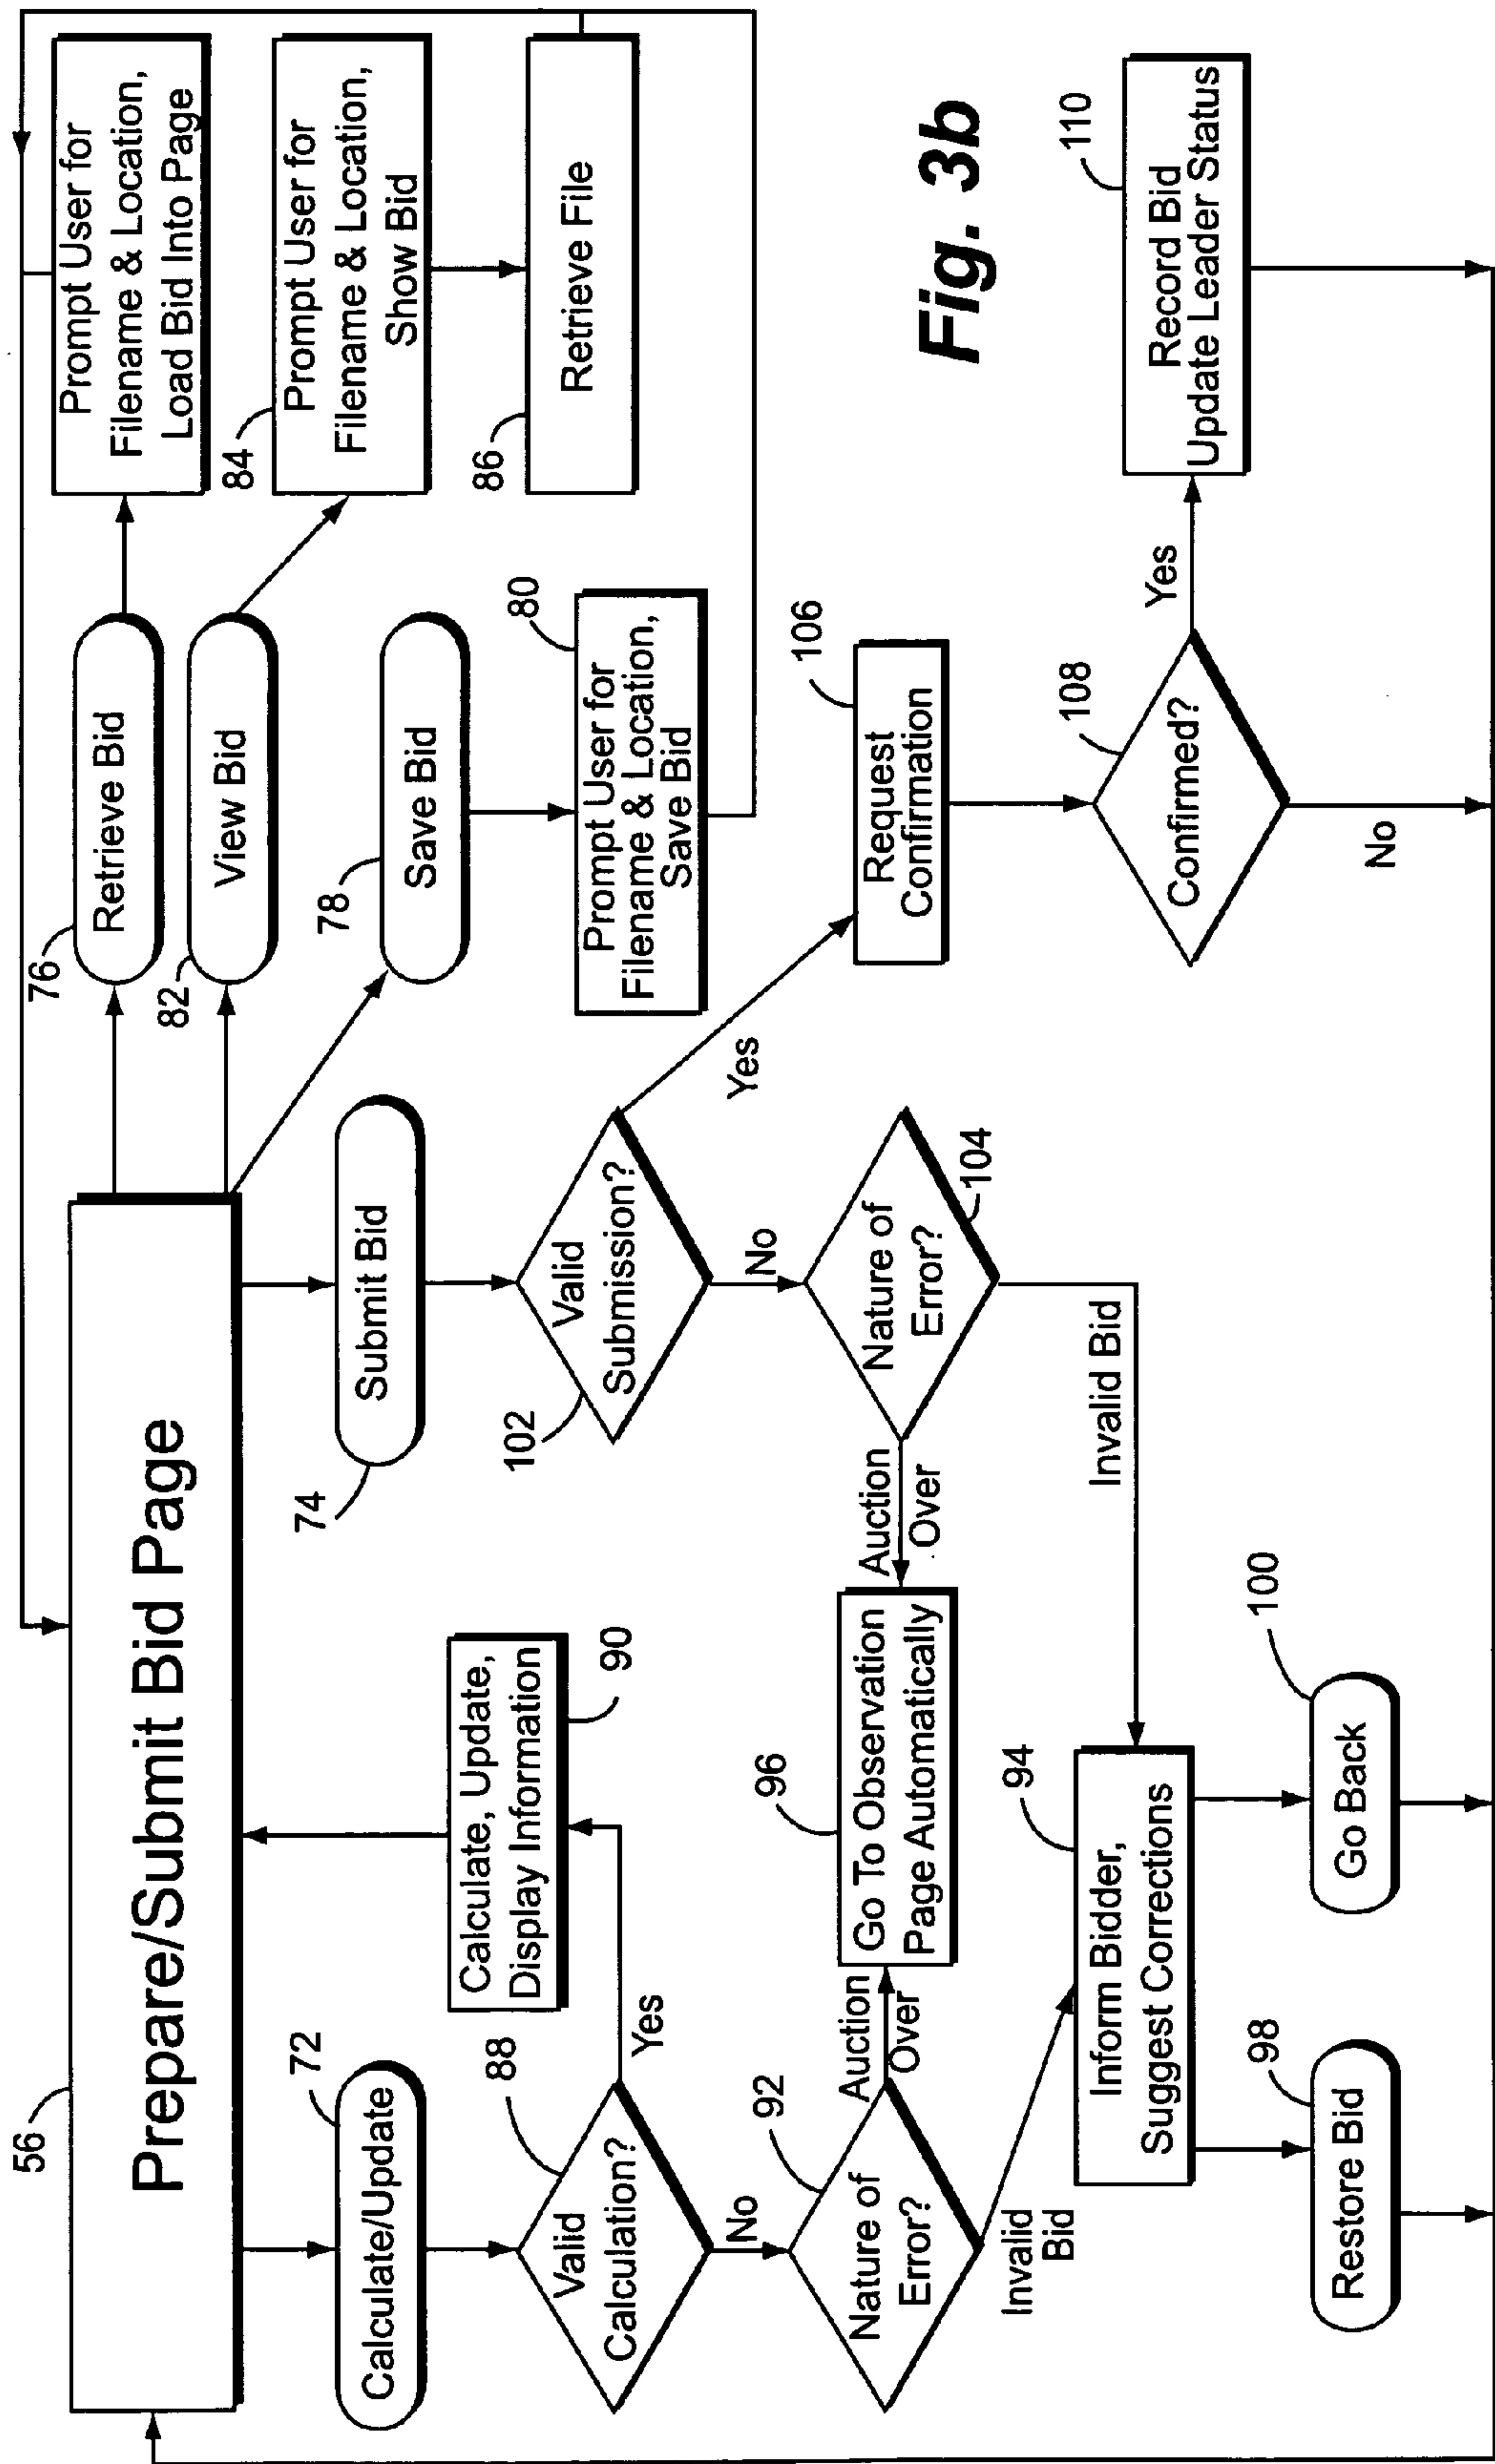 56
Prepare/Submit Bid Page
76
Retrieve Bid
Prompt User for
Filename & Location,
Load Bid Into Page
82
View Bid
84
Prompt User for
Filename & Location,
Show Bid
86
Retrieve File
78
Save Bid
80
Prompt User for
Filename & Location,
Save Bid
72
Calculate/Update
88
Valid
Calculation?
Yes
No
Calculate, Update,
Display Information
90
74
Submit Bid
102
Valid
Submission?
Yes
No
92
Nature of
Error?
Auction
Over
Invalid
Bid
96
Go To Observation
Page Automatically
Auction
Over
Nature of
Error?
104
Invalid Bid
94
Inform Bidder,
Suggest Corrections
98
Restore Bid
100
Go Back
106
Request
Confirmation
108
Confirmed?
Yes
No
110
Record Bid
Update Leader Status
Fig. 3b